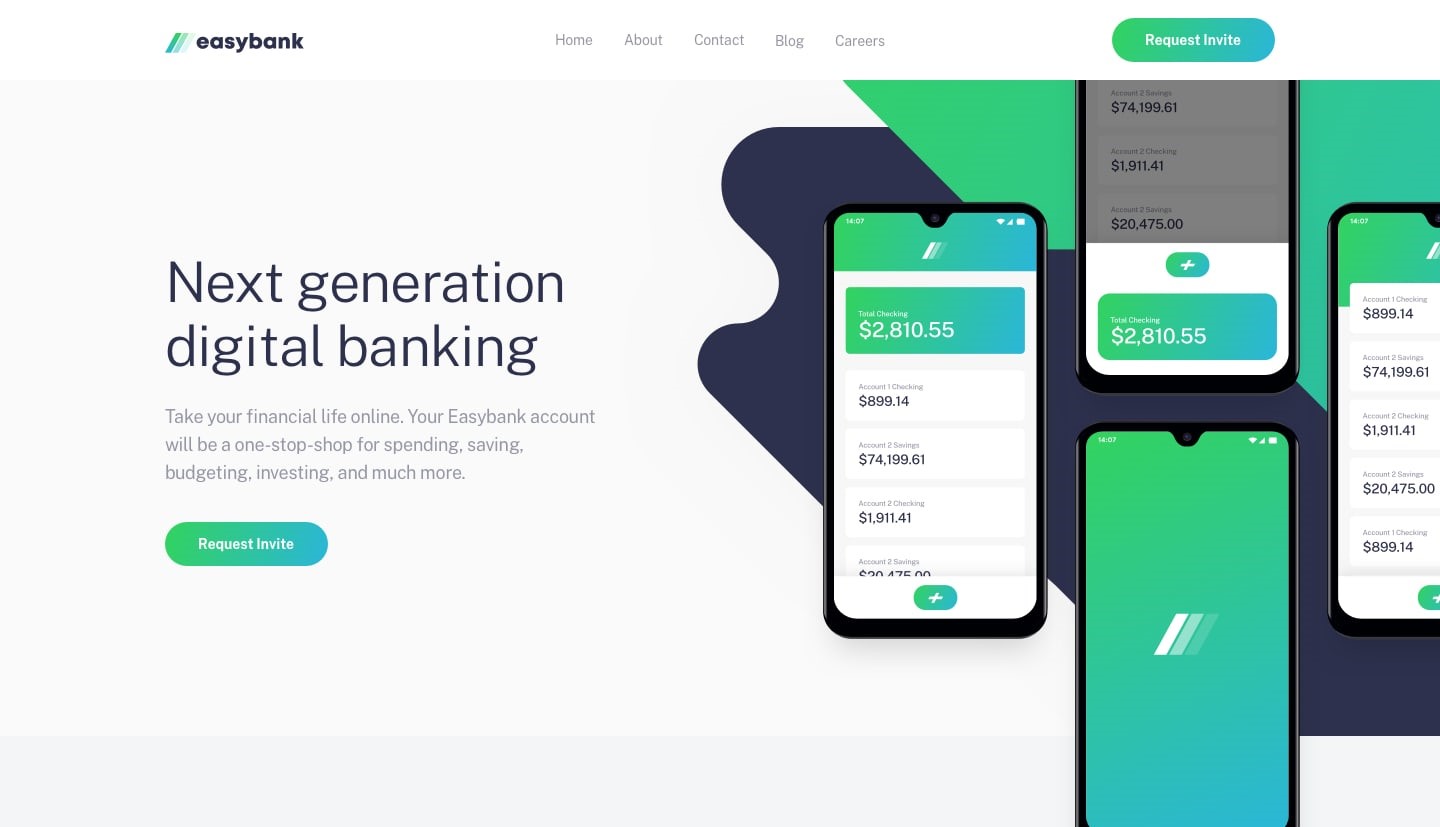 easybank
Home About Contact Blog Careers
Request Invite
Next generation
digital banking
Take your financial life online. Your Easybank account
will be a one-stop-shop for spending, saving,
budgeting, investing, and much more.
Request Invite
14:07
Total Checking
$2,810.55
Account 1 Checking
$899.14
Account 2 Savings
$74,199.61
Account 2 Checking
$1,911.41
Account 2 Savings
$20,475.00
Account 2 Savings
$74,199.61
Account 2 Checking
$1,911.41
Account 2 Savings
$20,475.00
Total Checking
$2,810.55
14:07
14:07
Account 1 Checking
$899.14
Account 2 Savings
$74,199.61
Account 2 Checking
$1,911.41
Account 2 Savings
$20,475.00
Account 1 Checking
$899.14